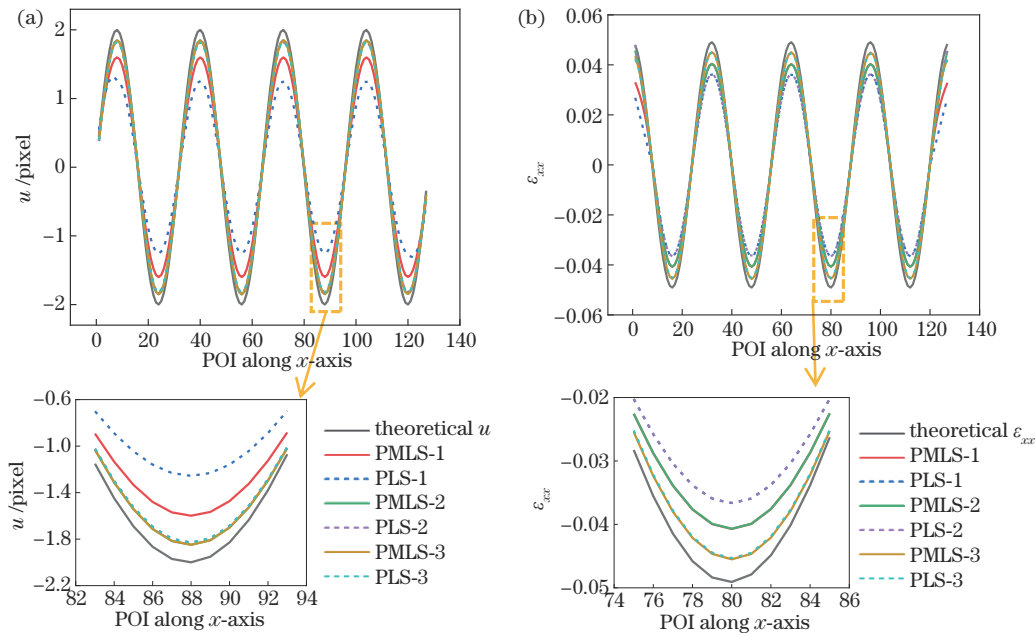 (a)
2
1
0
−1
−2
u /pixel
0 20 40 60 80 100 120 140
POI along x-axis
(b)
0.06
0.04
0.02
0
−0.02
−0.04
−0.06
εxx
0 20 40 60 80 100 120 140
POI along x-axis
−0.6
−1.0
−1.4
−1.8
−2.2
u /pixel
82 84 86 88 90 92 94
POI along x-axis
theoretical u
PMLS-1
PLS-1
PMLS-2
PLS-2
PMLS-3
PLS-3
−0.02
−0.03
−0.04
−0.05
εxx
74 76 78 80 82 84 86
POI along x-axis
theoretical εxx
PMLS-1
PLS-1
PMLS-2
PLS-2
PMLS-3
PLS-3